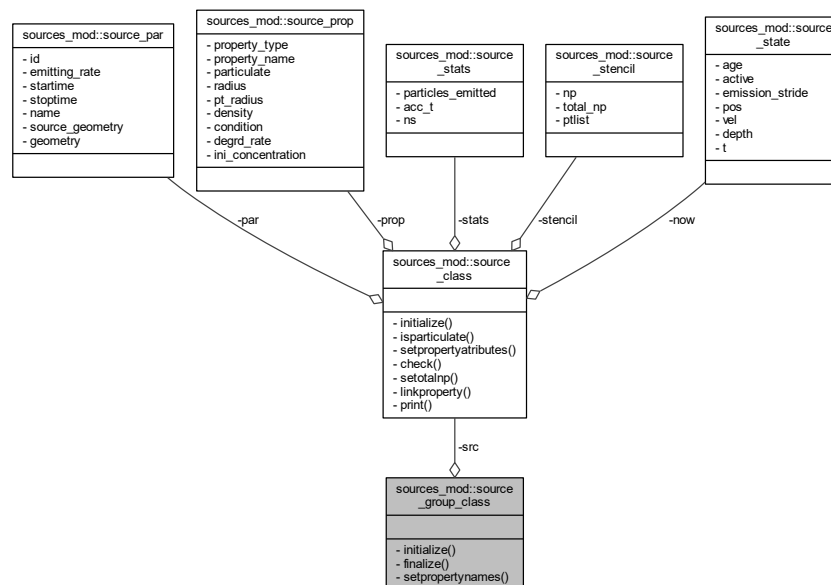 sources_mod::source_par
- id
- emitting_rate
- startime
- stoptime
- name
- source_geometry
- geometry
sources_mod::source_prop
- property_type
- property_name
- particulate
- radius
- pt_radius
- density
- condition
- degrd_rate
- ini_concentration
sources_mod::source
_stats
- particles_emitted
- acc_t
- ns
sources_mod::source
_stencil
- np
- total_np
- ptlist
sources_mod::source
_state
- age
- active
- emission_stride
- pos
- vel
- depth
- t
-par
-prop
-stats
-stencil
-now
sources_mod::source
_class
- initialize()
- isparticulate()
- setpropertyatributes()
- check()
- setotalnp()
- linkproperty()
- print()
-src
sources_mod::source
_group_class
- initialize()
- finalize()
- setpropertynames()